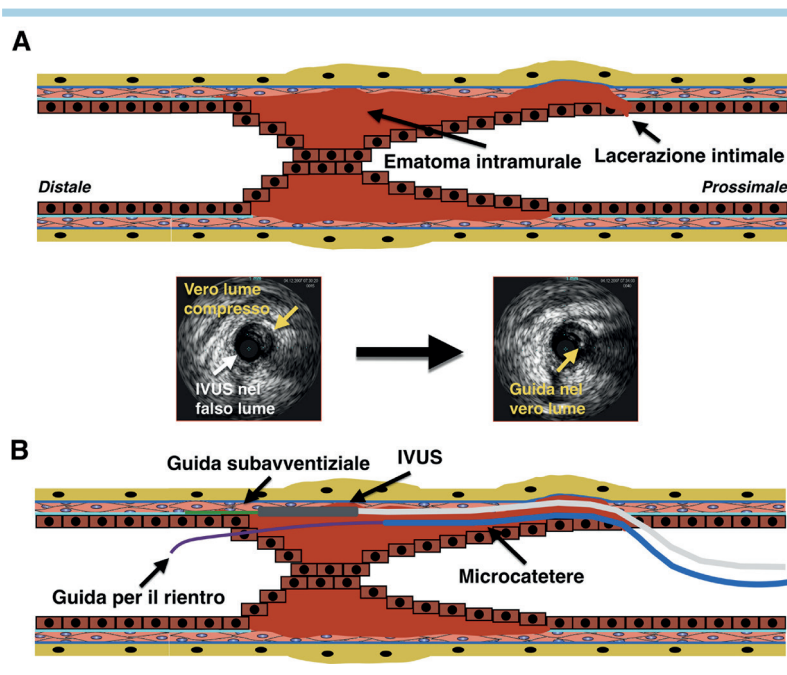 A
Ematoma intramurale
Lacerazione intimale
Distale
Prossimale
Vero lume
compresso
IVUS nel
falso lume
Guida nel
vero lume
B
Guida subavventiziale
IVUS
Microcatetere
Guida per il rientro